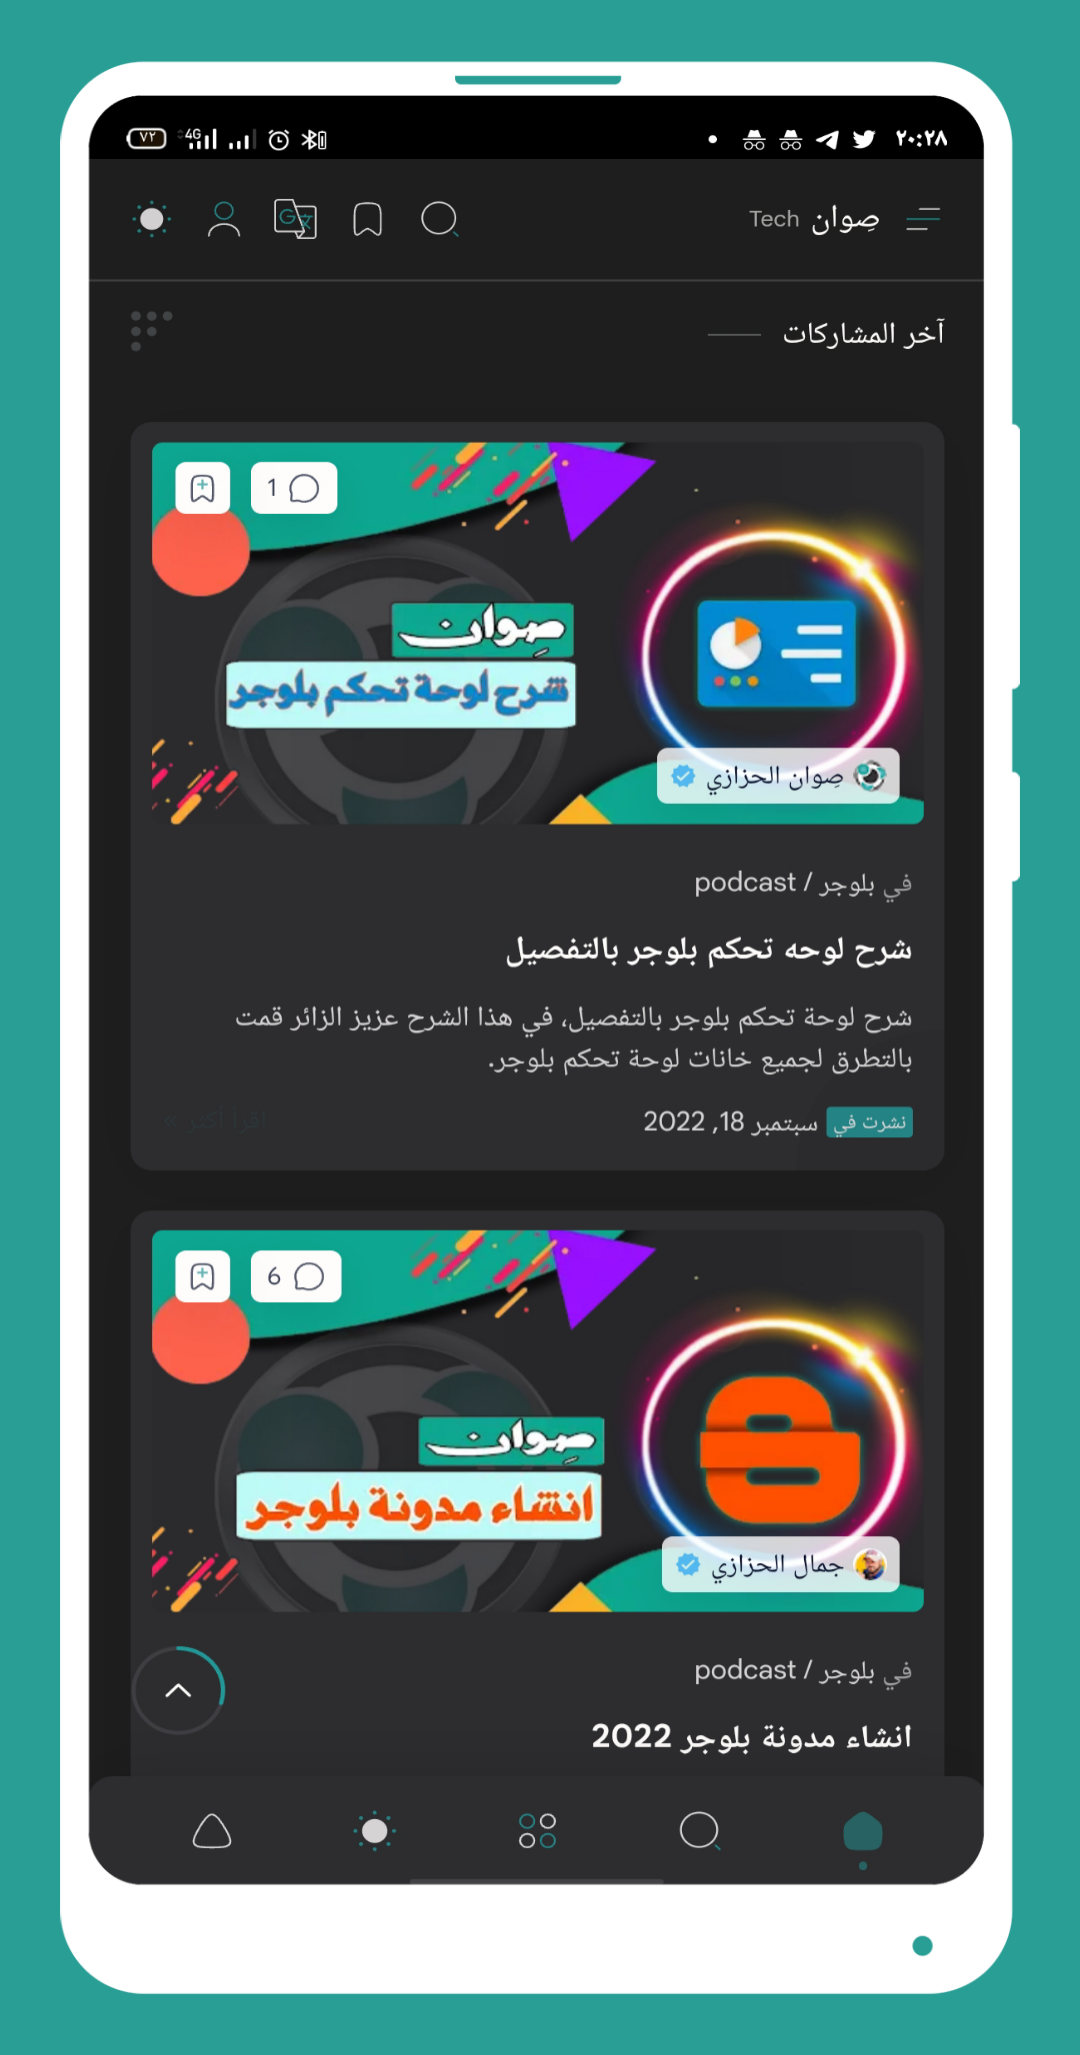 ٢٠:٢٨
4G
٧٢
صِوان Tech
آخر المشاركات
1
صِوان
شرح لوحة تحكم بلوجر
صِوان الحزازي
في بلوجر / podcast
شرح لوحه تحكم بلوجر بالتفصيل
شرح لوحة تحكم بلوجر بالتفصيل، في هذا الشرح عزيز الزائر قمت
بالتطرق لجميع خانات لوحة تحكم بلوجر.
نشرت في سبتمبر 18, 2022
اقرأ أكثر »
6
صِوان
انشاء مدونة بلوجر
جمال الحزازي
في بلوجر / podcast
انشاء مدونة بلوجر 2022